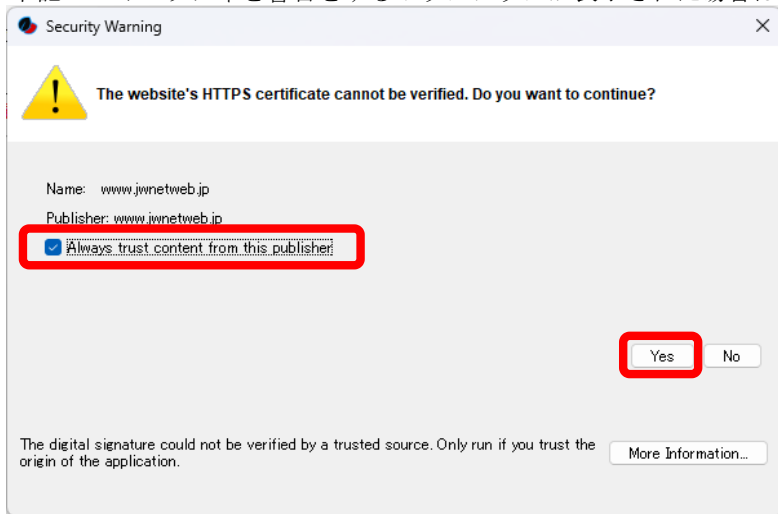 Security Warning
The website's HTTPS certificate cannot be verified. Do you want to continue?
Name: www.jwnetweb.jp
Publisher: www.jwnetweb.jp
Always trust content from this publisher
Yes No
The digital signature could not be verified by a trusted source. Only run if you trust the
origin of the application.
More Information...